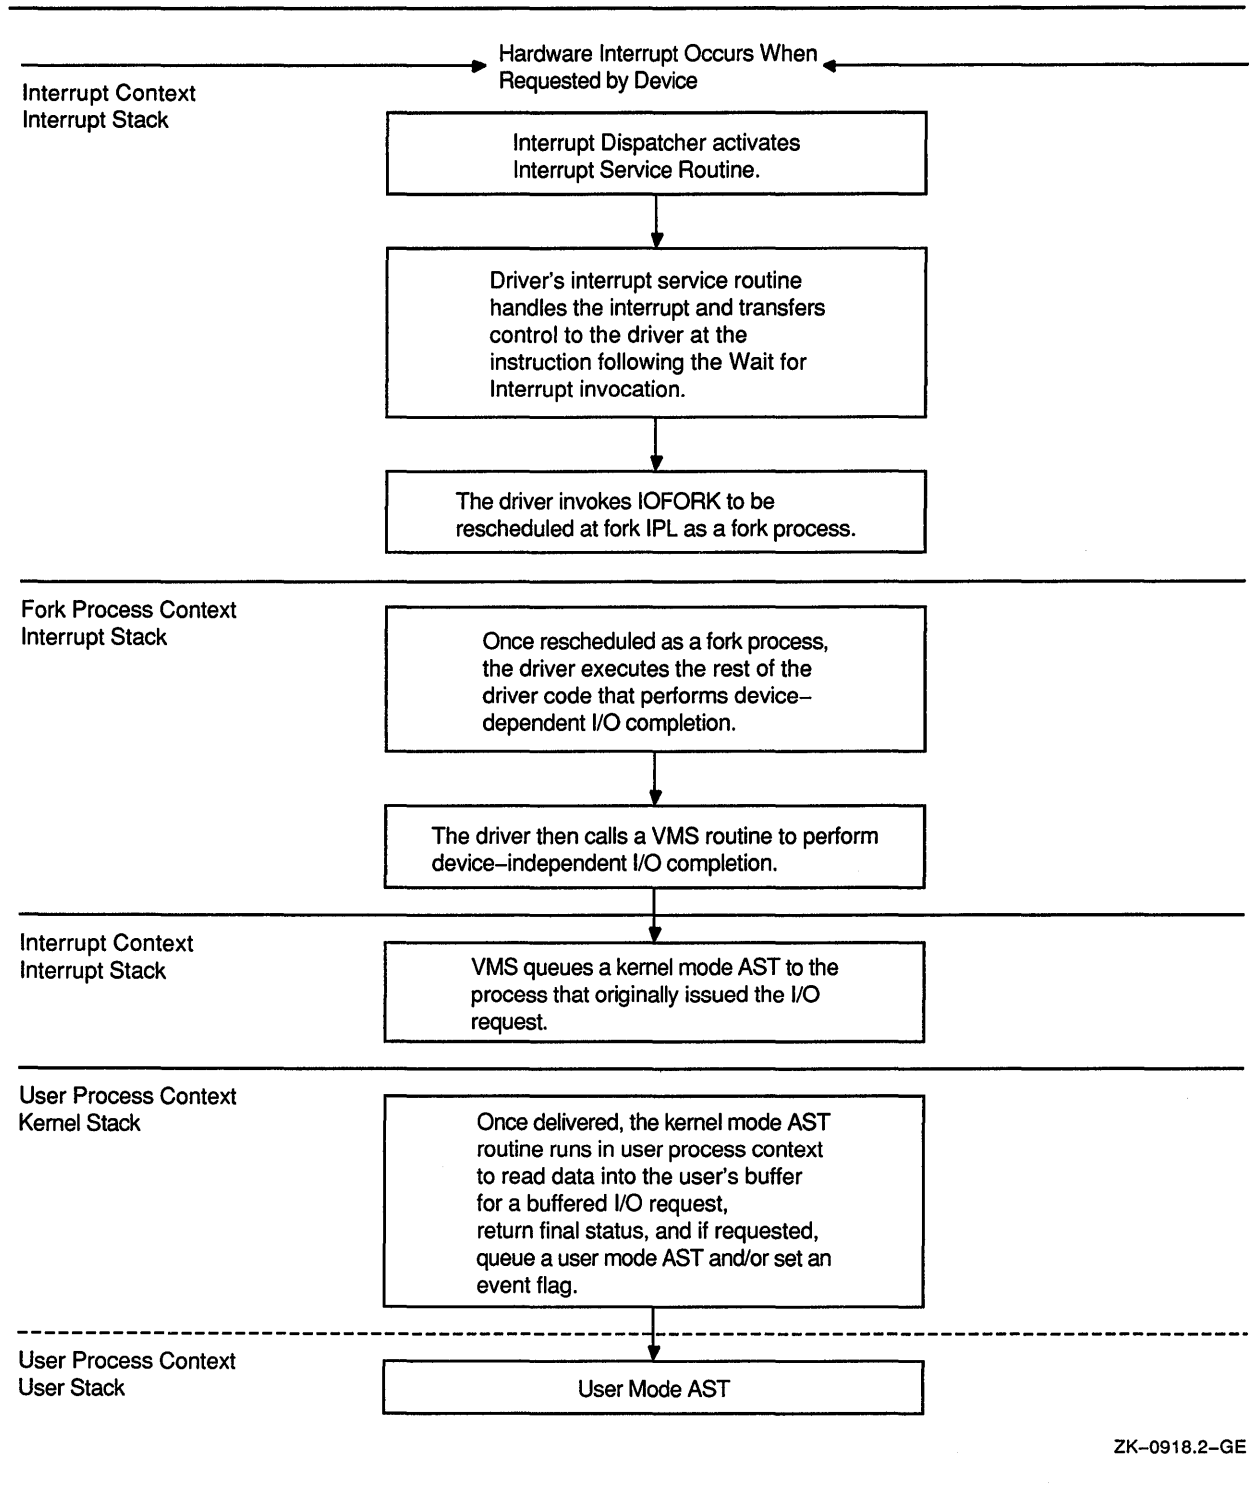 Hardware Interrupt Occurs When
Requested by Device
Interrupt Context
Interrupt Stack
Interrupt Dispatcher activates
Interrupt Service Routine.
Driver's interrupt service routine
handles the interrupt and transfers
control to the driver at the
instruction following the Wait for
Interrupt invocation.
The driver invokes IOFORK to be
rescheduled at fork IPL as a fork process.
Fork Process Context
Interrupt Stack
Once rescheduled as a fork process,
the driver executes the rest of the
driver code that performs device–
dependent I/O completion.
The driver then calls a VMS routine to perform
device–independent I/O completion.
Interrupt Context
Interrupt Stack
VMS queues a kernel mode AST to the
process that originally issued the I/O
request.
User Process Context
Kernel Stack
Once delivered, the kernel mode AST
routine runs in user process context
to read data into the user's buffer
for a buffered I/O request,
return final status, and if requested,
queue a user mode AST and/or set an
event flag.
User Process Context
User Stack
User Mode AST
ZK–0918.2–GE